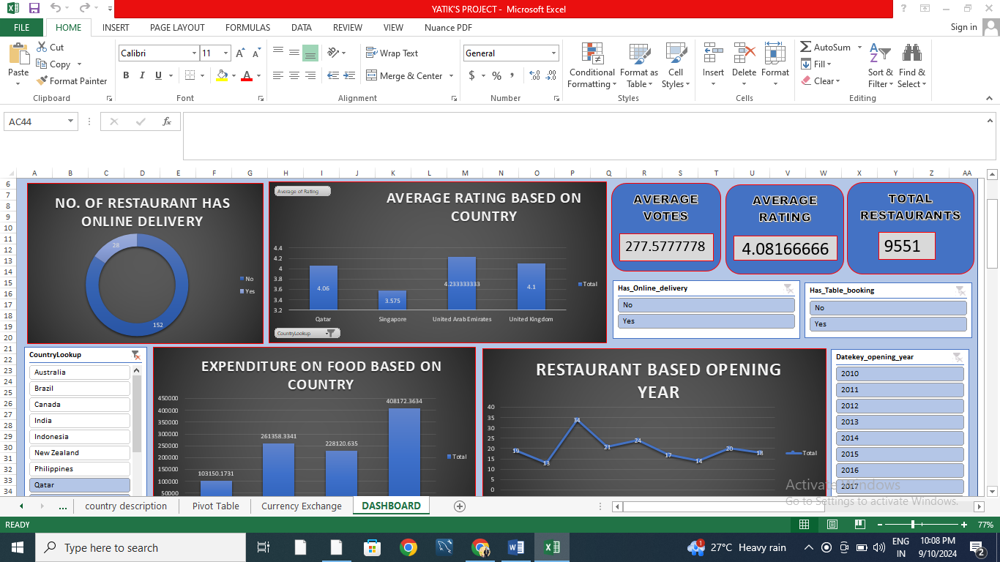 YATIK'S PROJECT - Microsoft Excel
FILE HOME INSERT PAGE LAYOUT FORMULAS DATA REVIEW VIEW Nuance PDF Sign in
Paste
Cut
Copy
Format Painter
Clipboard
Calibri 11
B I U
Font
Wrap Text
Merge & Center
Alignment
General
$ % ,
Number
Conditional Formatting
Format as Table
Cell Styles
Styles
Insert Delete Format
Cells
AutoSum
Fill
Clear
Sort & Filter
Find & Select
Editing
AC44
fx
A B C D E F G H I J K L M N O P Q R S T U V W X Y Z AA
6
7
8
9
10
11
12
13
14
15
16
17
18
19
20
21
22
23
24
25
26
27
28
29
30
31
32
33
34
NO. OF RESTAURANT HAS
ONLINE DELIVERY
28
152
No
Yes
Average of Rating
AVERAGE RATING BASED ON
COUNTRY
4.4
4.2
4
3.8
3.6
3.4
3.2
4.06
3.575
4.233333333
4.1
Qatar Singapore United Arab Emirates United Kingdom
Total
CountryLookup
AVERAGE
VOTES
277.5777778
AVERAGE
RATING
4.08166666
TOTAL
RESTAURANTS
9551
Has_Online_delivery
No
Yes
Has_Table_booking
No
Yes
CountryLookup
Australia
Brazil
Canada
India
Indonesia
New Zealand
Philippines
Qatar
EXPENDITURE ON FOOD BASED ON
COUNTRY
450000
400000
350000
300000
250000
200000
150000
100000
50000
103150.1731
261358.3341
228120.635
408172.3634
Total
RESTAURANT BASED OPENING
YEAR
40
35
30
25
20
15
10
5
0
19 13 34 21 24 17 14 20 18
Total
Datekey_opening_year
2010
2011
2012
2013
2014
2015
2016
2017
Activate Windows
Go to Settings to activate Windows.
... country description Pivot Table Currency Exchange DASHBOARD
READY
77%
Type here to search
27°C Heavy rain
ENG
IN
10:08 PM
9/10/2024
1
2